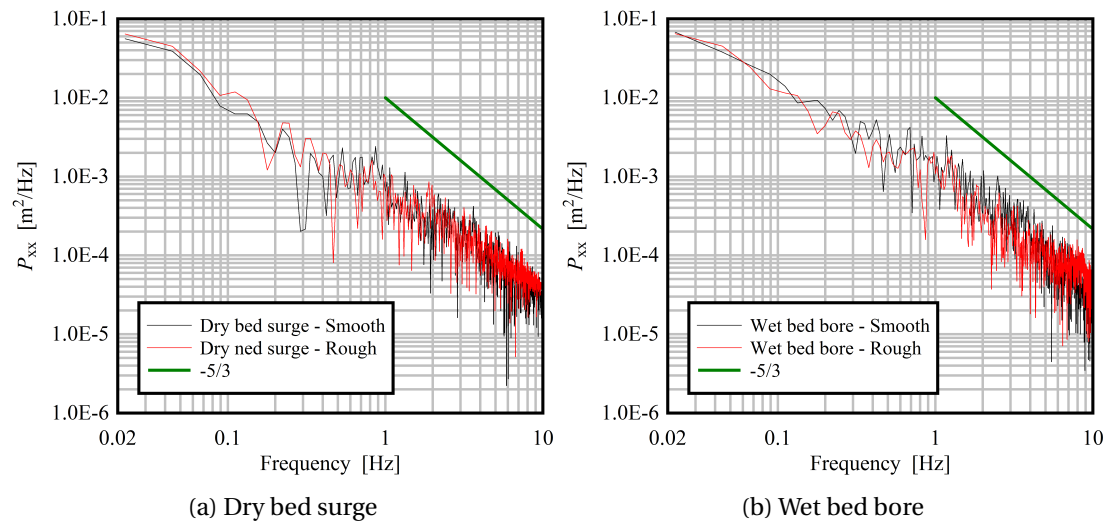 1.0E-1
1.0E-2
1.0E-3
1.0E-4
1.0E-5
1.0E-6
P_xx [m²/Hz]
Dry bed surge - Smooth
Dry ned surge - Rough
-5/3
0.02 0.1 1 10
Frequency [Hz]
(a) Dry bed surge
1.0E-1
1.0E-2
1.0E-3
1.0E-4
1.0E-5
1.0E-6
P_xx [m²/Hz]
Wet bed bore - Smooth
Wet bed bore - Rough
-5/3
0.02 0.1 1 10
Frequency [Hz]
(b) Wet bed bore